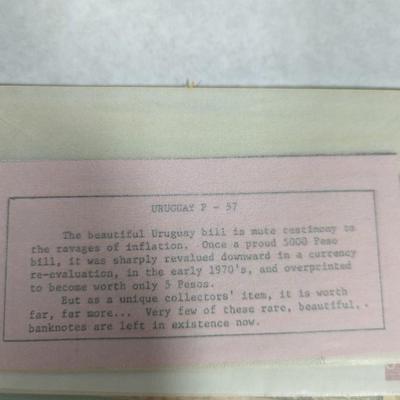 URUGUAY P - 57
The beautiful Uruguay bill is mute testimony to
the ravages of inflation. Once a proud 5000 Peso
bill, it was sharply revalued downward in a currency
re-evaluation, in the early 1970's, and overprinted
to become worth only 5 Pesos.
But as a unique collectors' item, it is worth
far, far more... Very few of these rare, beautiful,
banknotes are left in existence now.